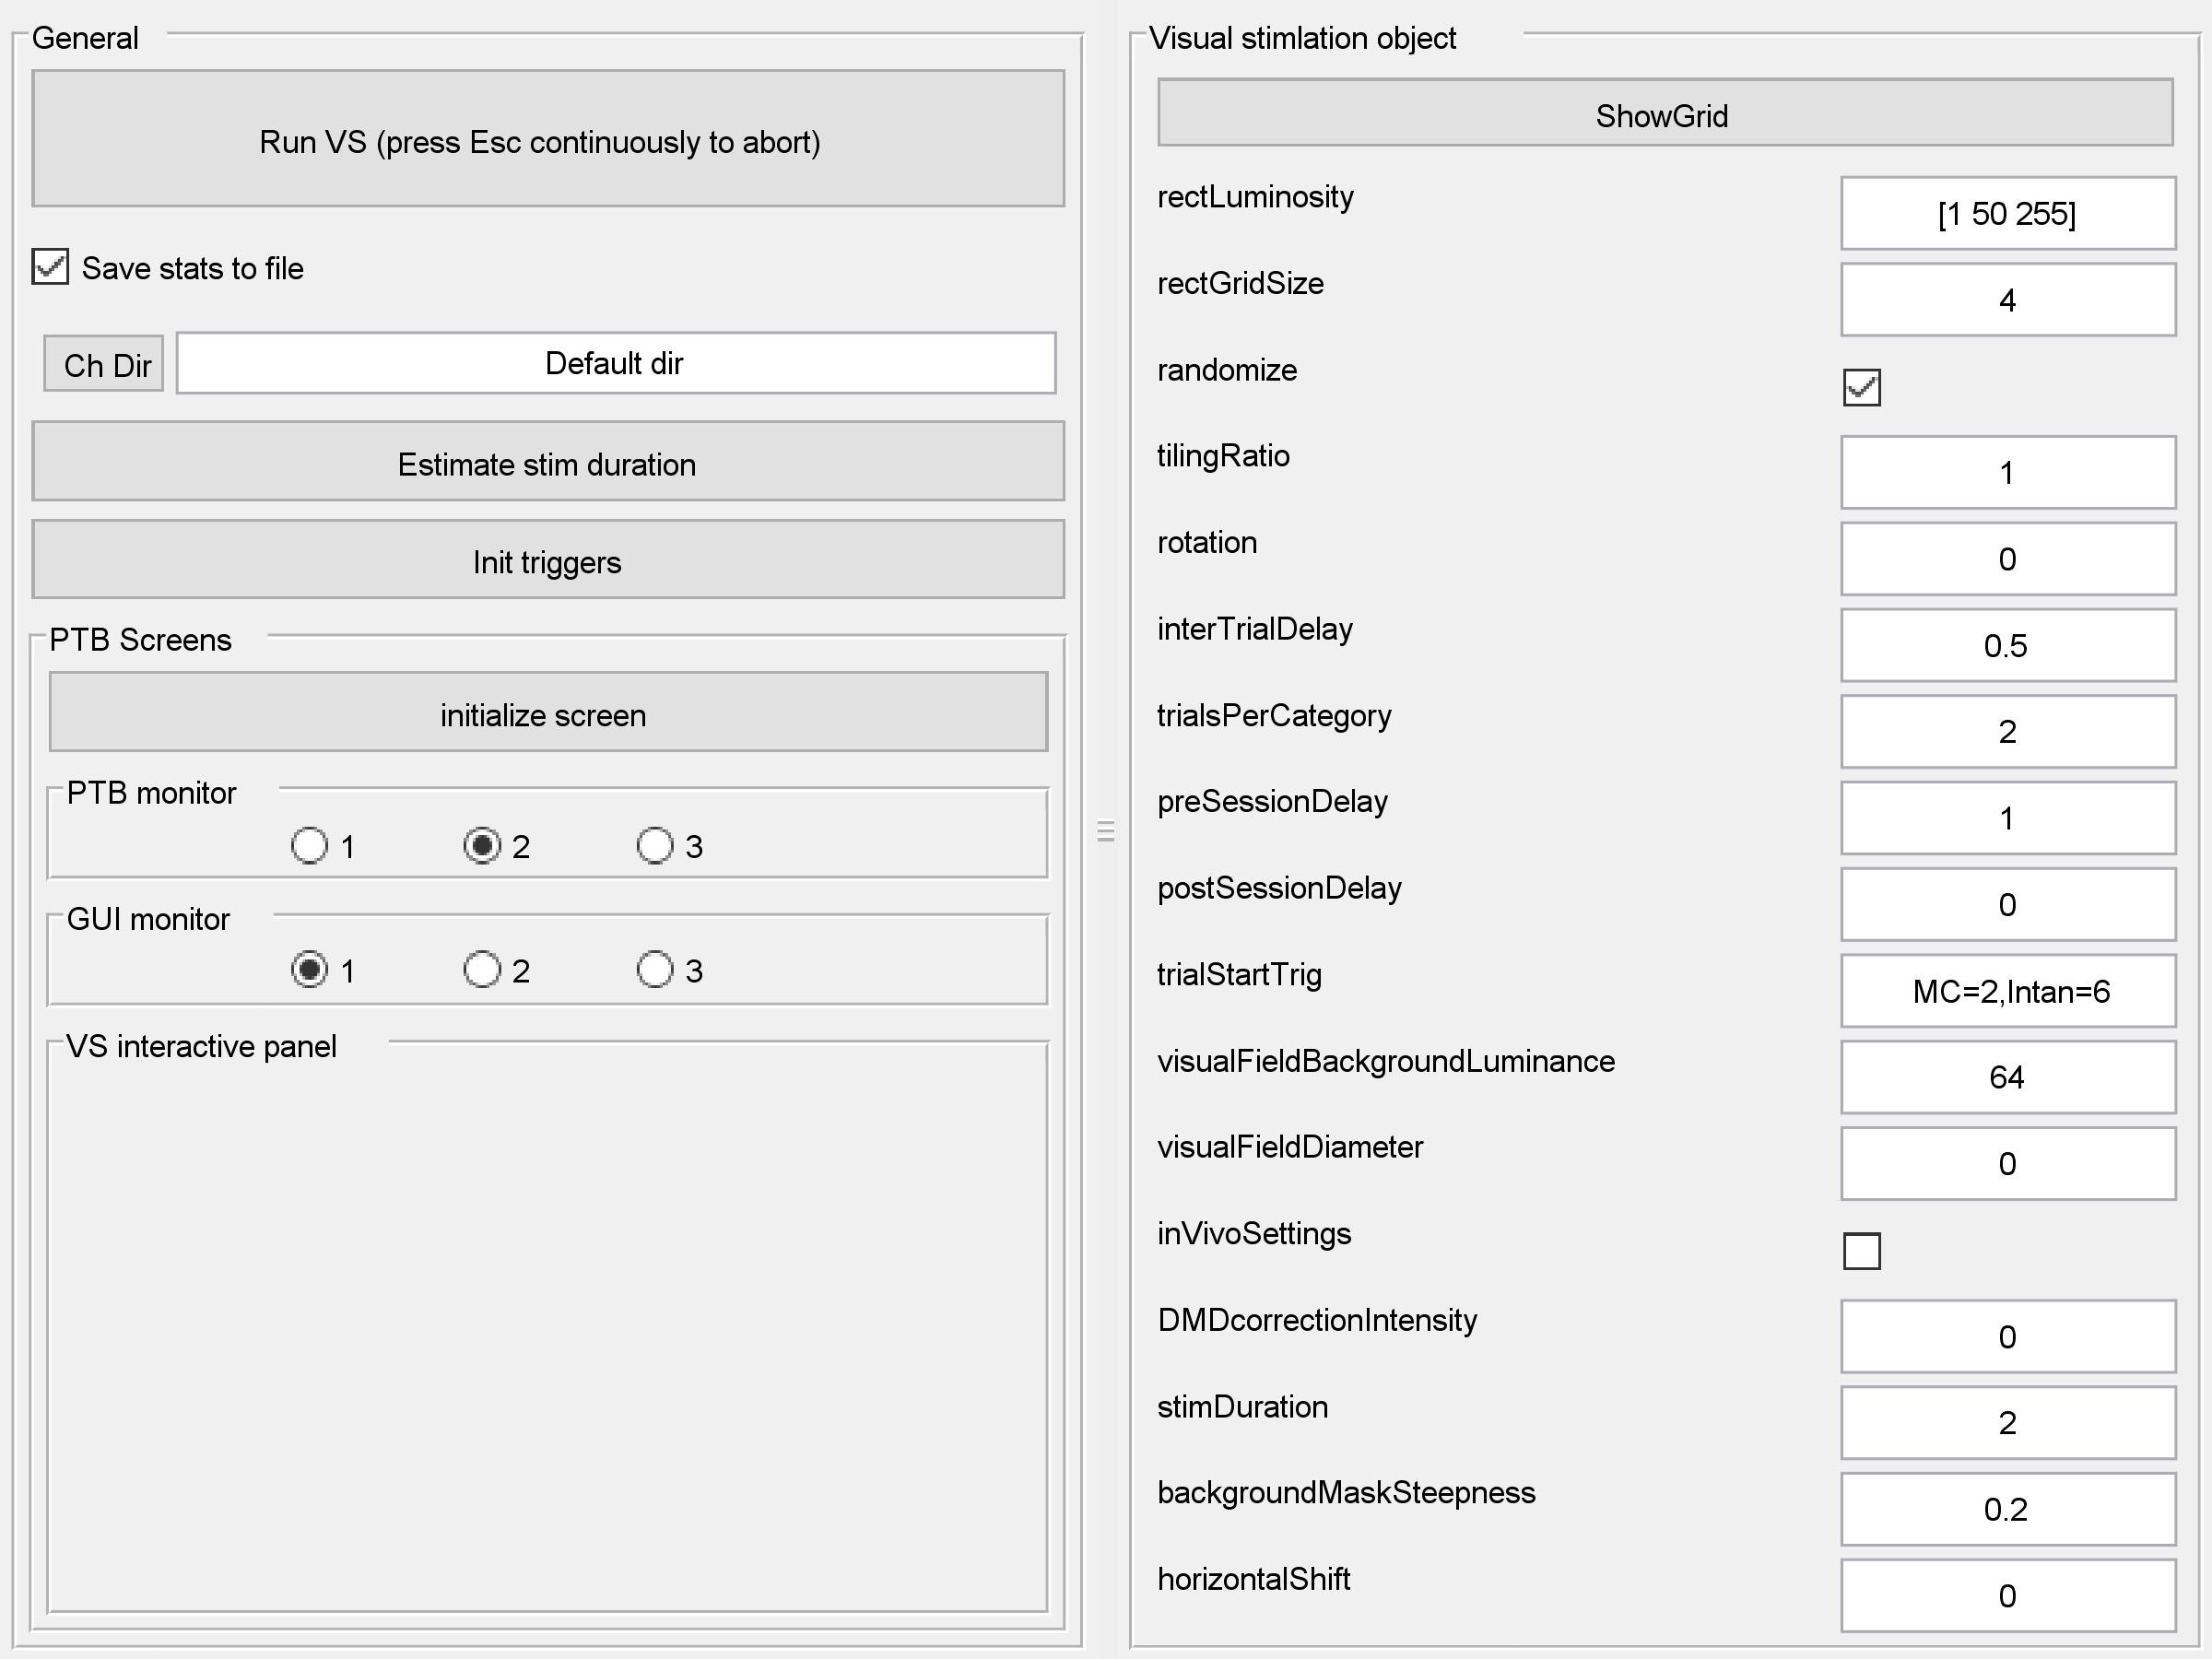 General
Run VS (press Esc continuously to abort)
Save stats to file
Ch Dir
Default dir
Estimate stim duration
Init triggers
PTB Screens
initialize screen
PTB monitor
1 2 3
GUI monitor
1 2 3
VS interactive panel
Visual stimlation object
ShowGrid
rectLuminosity [1 50 255]
rectGridSize 4
randomize
tilingRatio 1
rotation 0
interTrialDelay 0.5
trialsPerCategory 2
preSessionDelay 1
postSessionDelay 0
trialStartTrig MC=2,Intan=6
visualFieldBackgroundLuminance 64
visualFieldDiameter 0
inVivoSettings
DMDcorrectionIntensity 0
stimDuration 2
backgroundMaskSteepness 0.2
horizontalShift 0